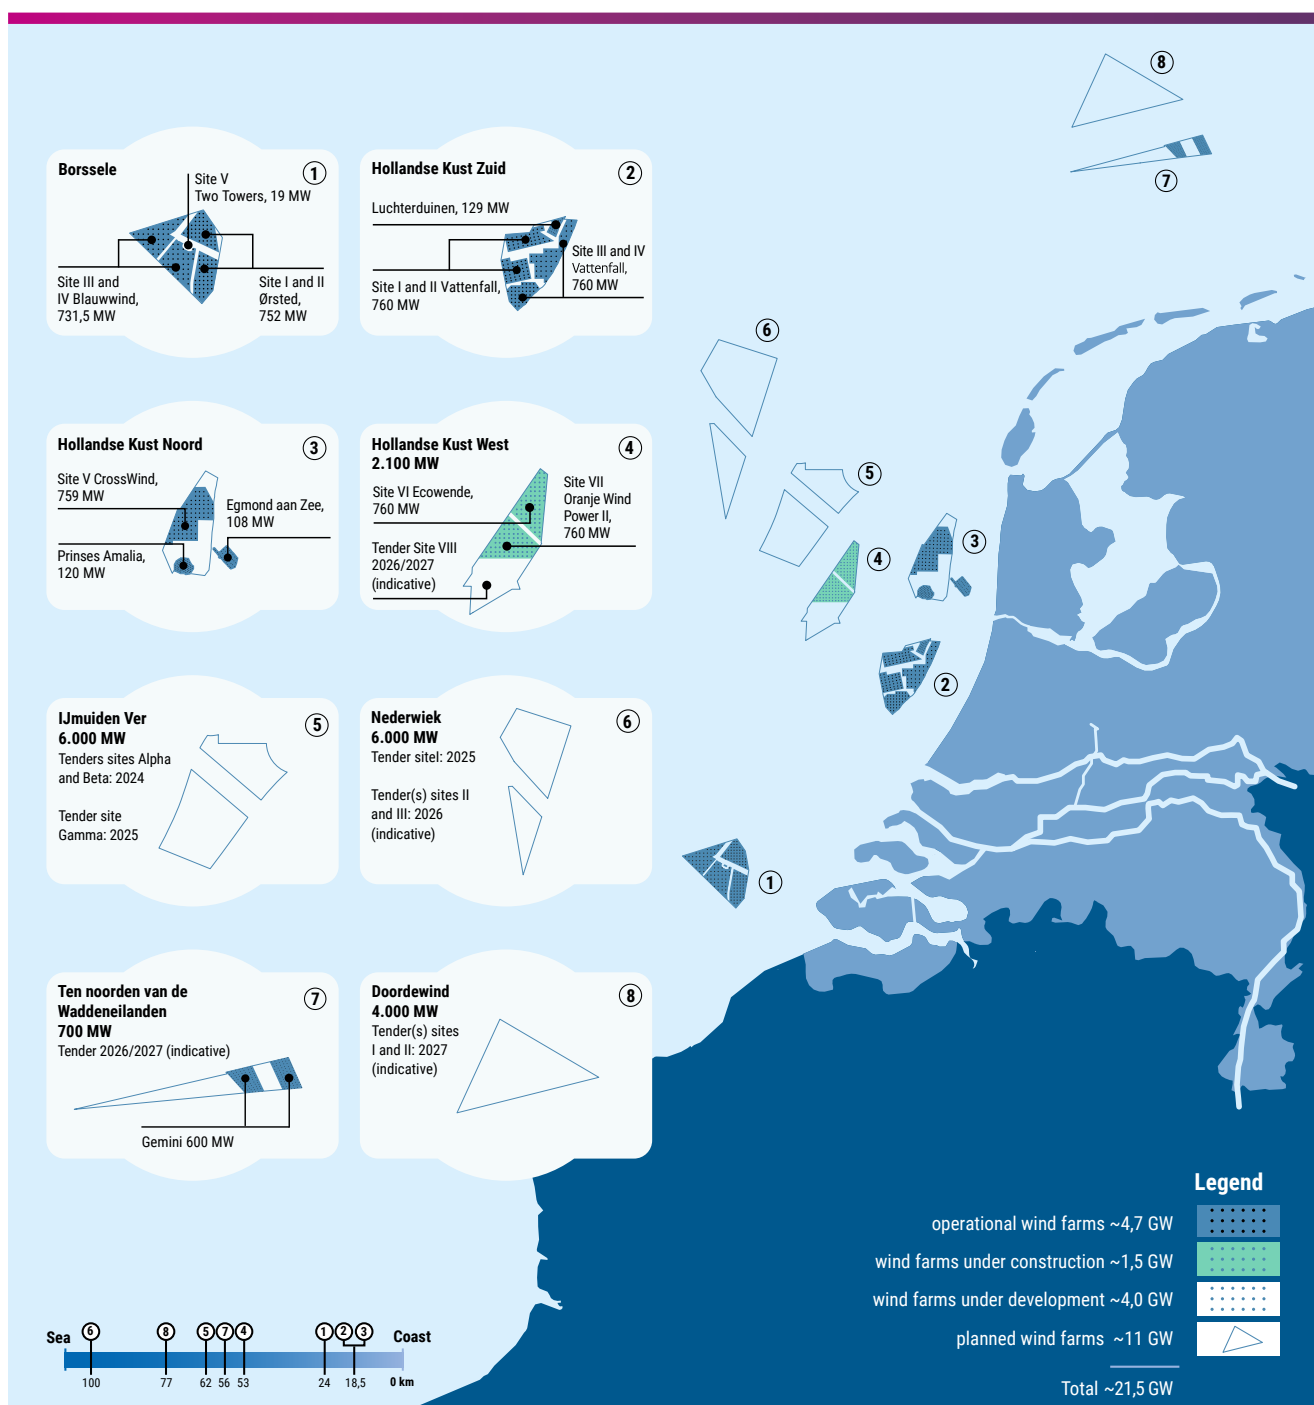 Borssele
1
Site V
Two Towers, 19 MW
Site III and
IV Blauwwind,
731,5 MW
Site I and II
Ørsted,
752 MW
Hollandse Kust Zuid
2
Luchterduinen, 129 MW
Site III and IV
Vattenfall,
760 MW
Site I and II Vattenfall,
760 MW
Hollandse Kust Noord
3
Site V CrossWind,
759 MW
Egmond aan Zee,
108 MW
Prinses Amalia,
120 MW
Hollandse Kust West
2.100 MW
4
Site VI Ecowende,
760 MW
Site VII
Oranje Wind
Power II,
760 MW
Tender Site VIII
2026/2027
(indicative)
IJmuiden Ver
6.000 MW
5
Tenders sites Alpha
and Beta: 2024
Tender site
Gamma: 2025
Nederwiek
6.000 MW
6
Tender siteI: 2025
Tender(s) sites II
and III: 2026
(indicative)
Ten noorden van de
Waddeneilanden
700 MW
7
Tender 2026/2027 (indicative)
Gemini 600 MW
Doordewind
4.000 MW
8
Tender(s) sites
I and II: 2027
(indicative)
8
7
6
5
4
3
2
1
Legend
operational wind farms ~4,7 GW
wind farms under construction ~1,5 GW
wind farms under development ~4,0 GW
planned wind farms ~11 GW
Total ~21,5 GW
Sea 6 8 5 7 4 1 2 3 Coast
100 77 62 56 53 24 18,5 0 km